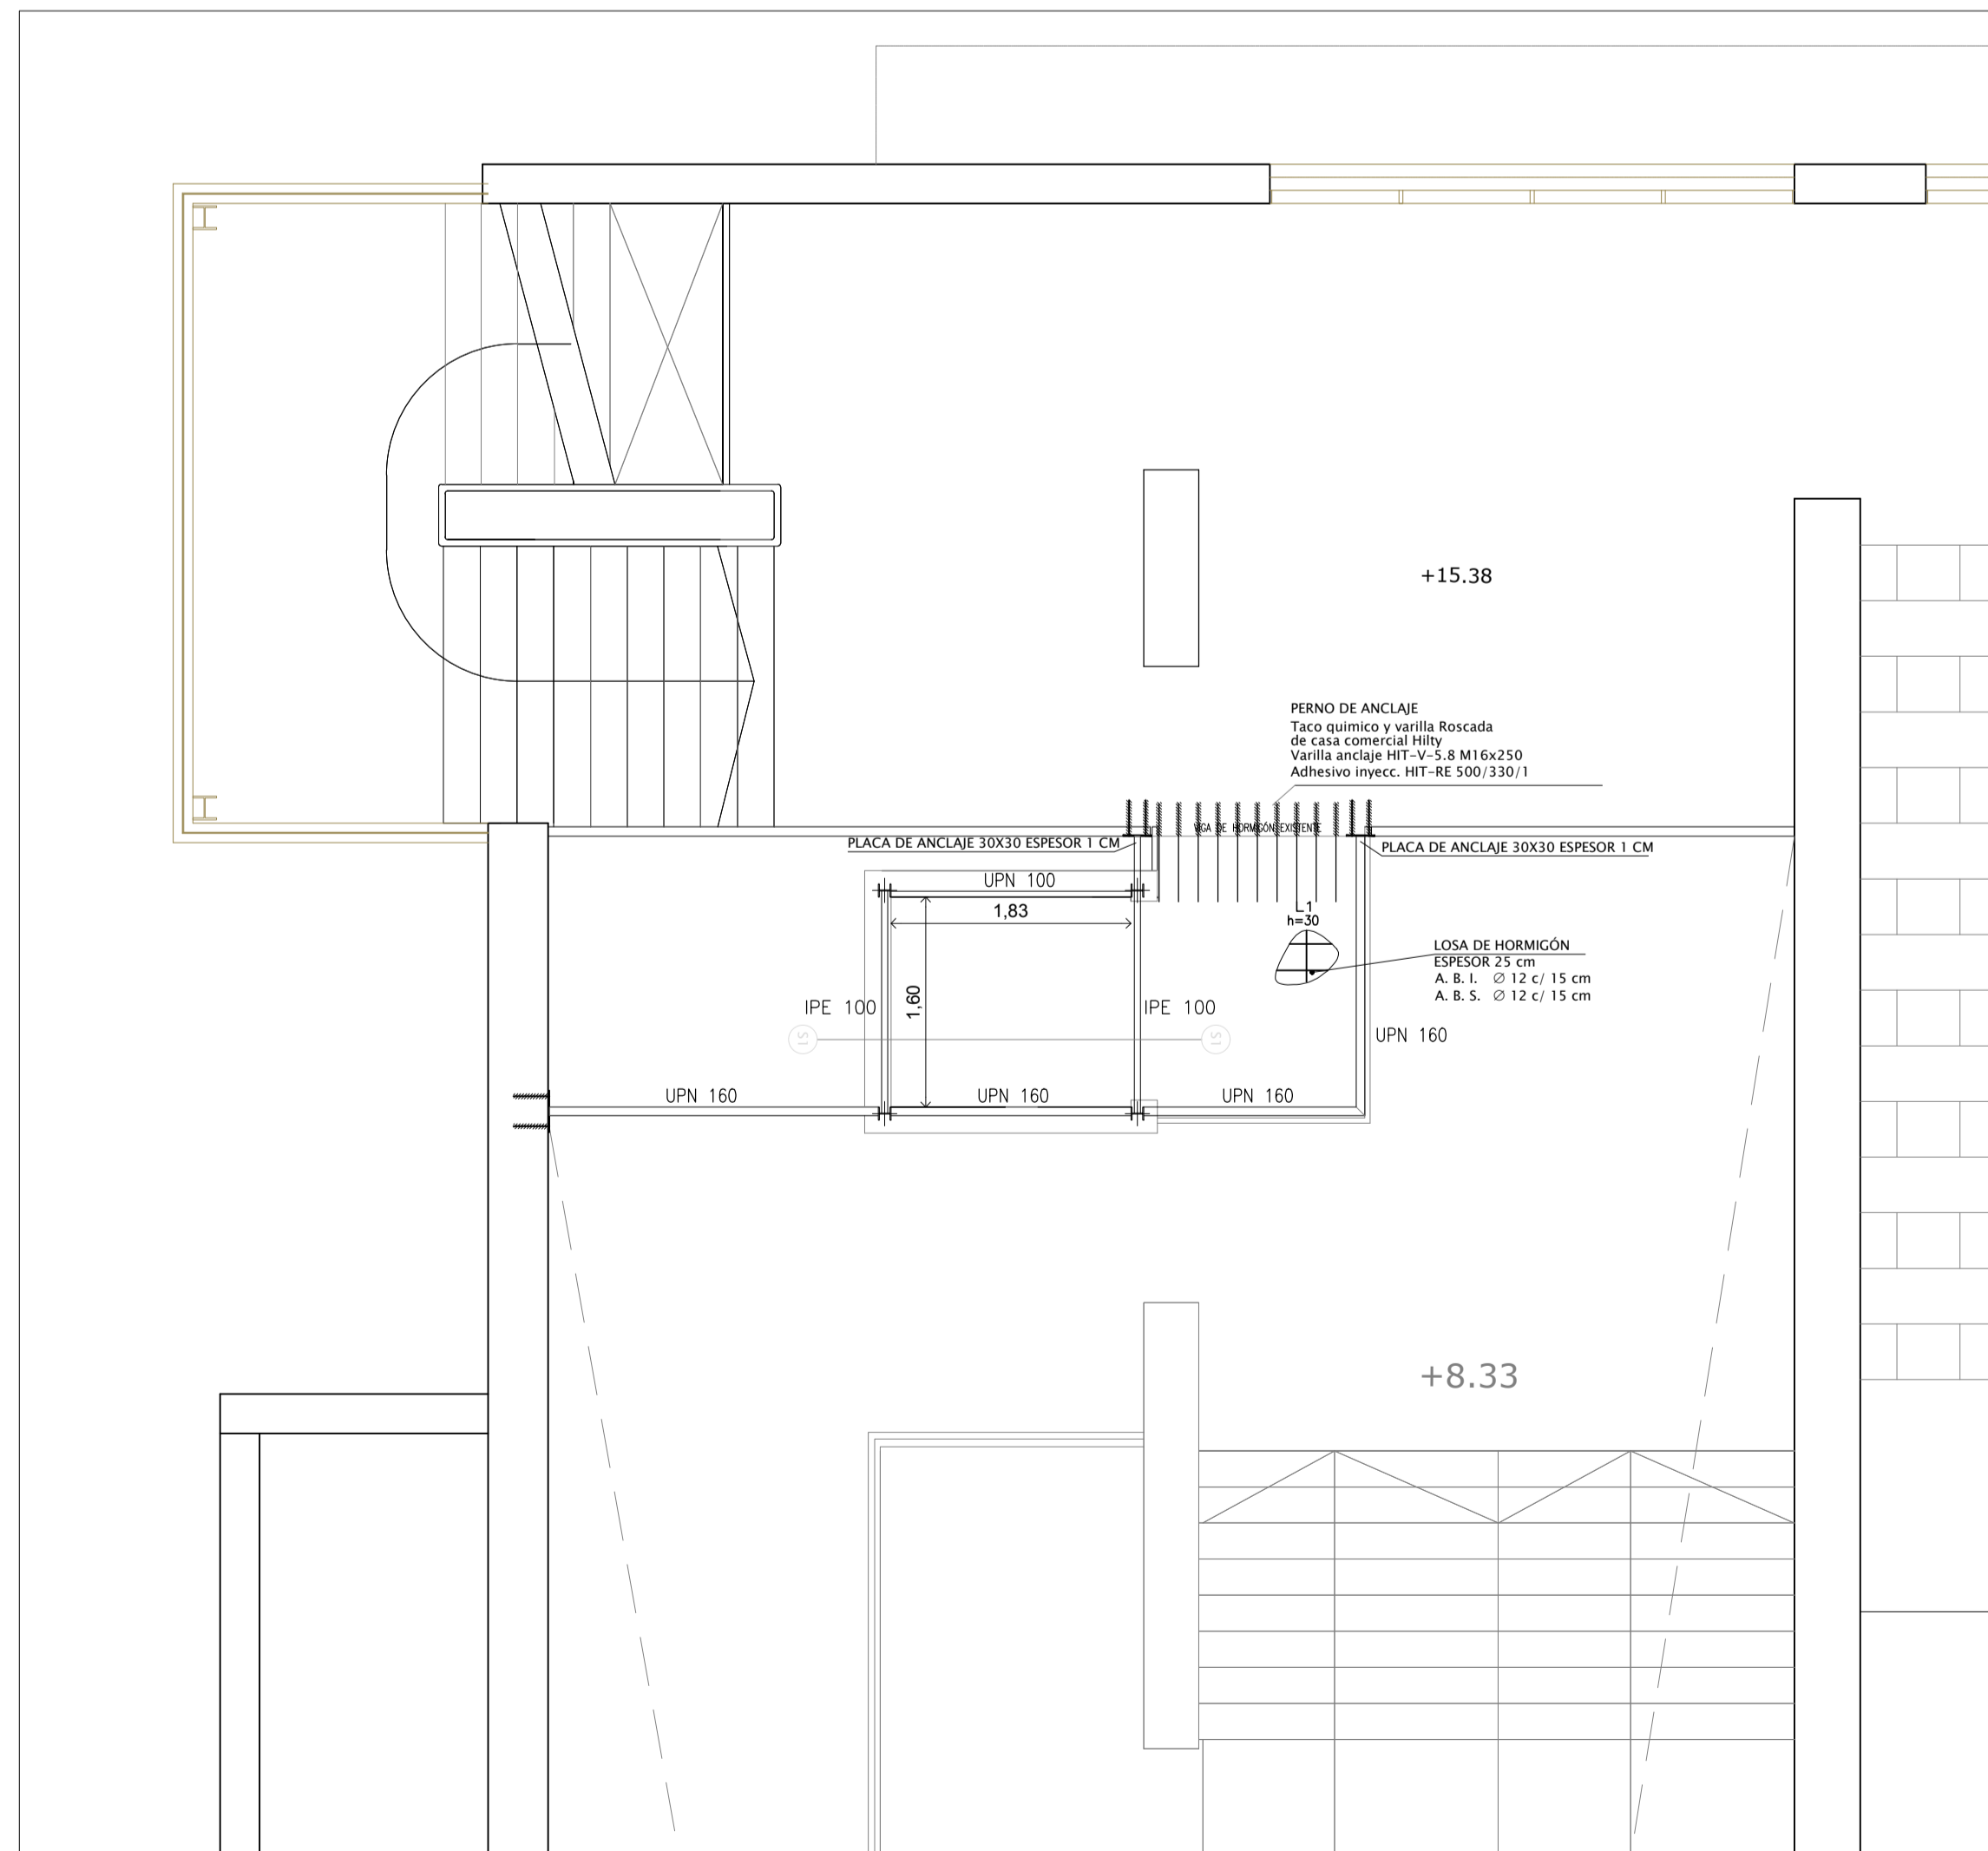 +15.38
PERNO DE ANCLAJE
Taco quimico y varilla Roscada
de casa comercial Hilty
Varilla anclaje HIT-V-5.8 M16x250
Adhesivo inyecc. HIT-RE 500/330/1
VIGA DE HORMIGÓN EXISTENTE
PLACA DE ANCLAJE 30X30 ESPESOR 1 CM
PLACA DE ANCLAJE 30X30 ESPESOR 1 CM
UPN 100
1,83
L1
h=30
LOSA DE HORMIGÓN
ESPESOR 25 cm
A. B. I. ∅ 12 c/ 15 cm
A. B. S. ∅ 12 c/ 15 cm
IPE 100
1,60
IPE 100
S1
S1
UPN 160
UPN 160
UPN 160
UPN 160
+8.33